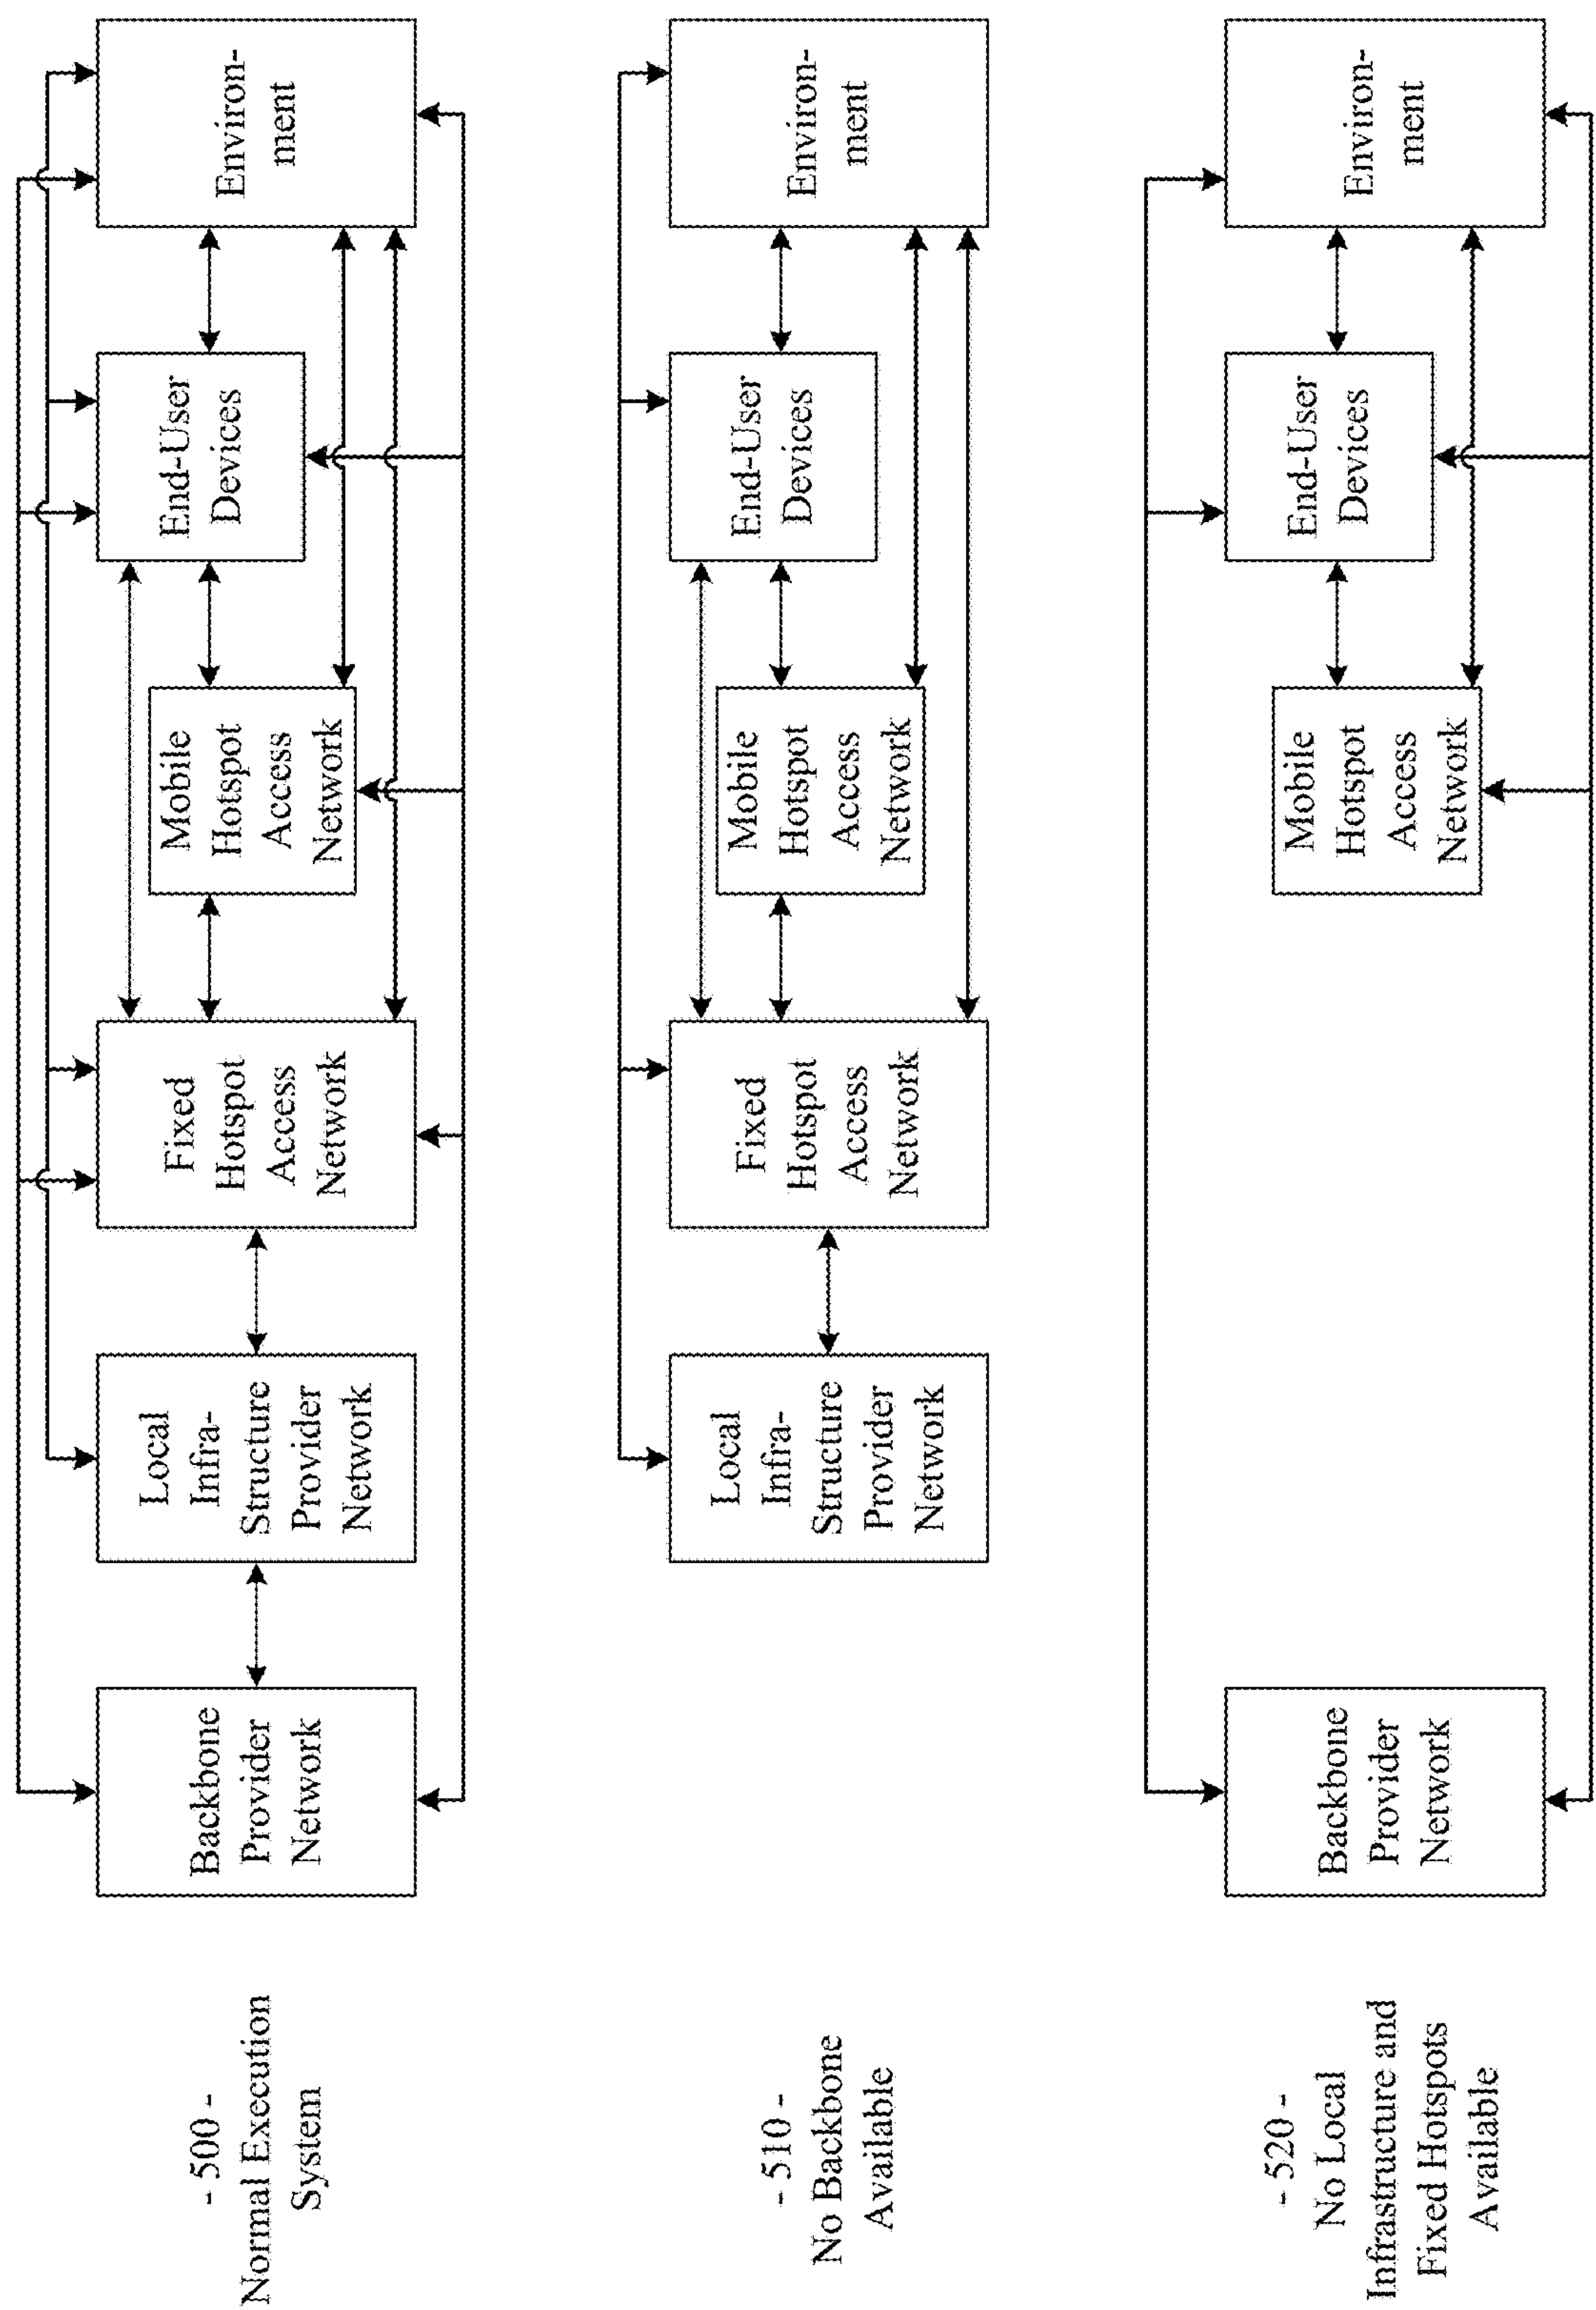 - 500 -
Normal Execution
System
Backbone
Provider
Network
Local
Infra-
Structure
Provider
Network
Fixed
Hotspot
Access
Network
Mobile
Hotspot
Access
Network
End-User
Devices
Environ-
ment
- 510 -
No Backbone
Available
Local
Infra-
Structure
Provider
Network
Fixed
Hotspot
Access
Network
Mobile
Hotspot
Access
Network
End-User
Devices
Environ-
ment
- 520 -
No Local
Infrastructure and
Fixed Hotspots
Available
Backbone
Provider
Network
Mobile
Hotspot
Access
Network
End-User
Devices
Environ-
ment